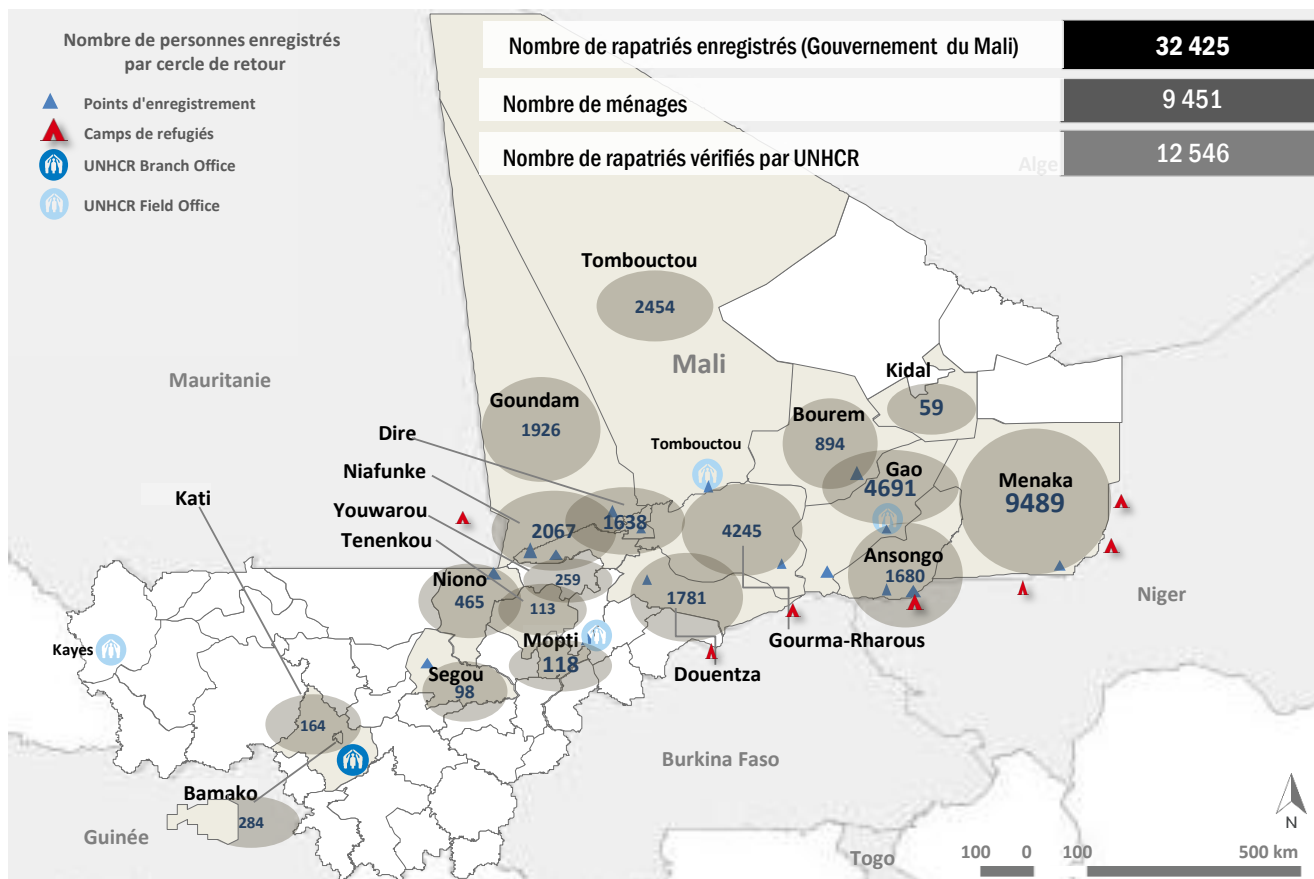 Nombre de personnes enregistrés
par cercle de retour
Points d'enregistrement
Camps de refugiés
UNHCR Branch Office
UNHCR Field Office
Nombre de rapatriés enregistrés (Gouvernement du Mali)
32 425
Nombre de ménages
9 451
Nombre de rapatriés vérifiés par UNHCR
12 546
Alge
Tombouctou
2454
Mali
Mauritanie
Kidal
59
Goundam
1926
Bourem
894
Dire
Tombouctou
Niafunke
Gao
4691
Menaka
9489
Kati
Youwarou
Tenenkou
2067
1638
4245
Ansongo
1680
Niono
465
259
113
1781
Niger
Gourma-Rharous
Mopti
118
Kayes
Segou
98
Douentza
164
Burkina Faso
Bamako
284
Guinée
Togo
N
100 0 100 500 km